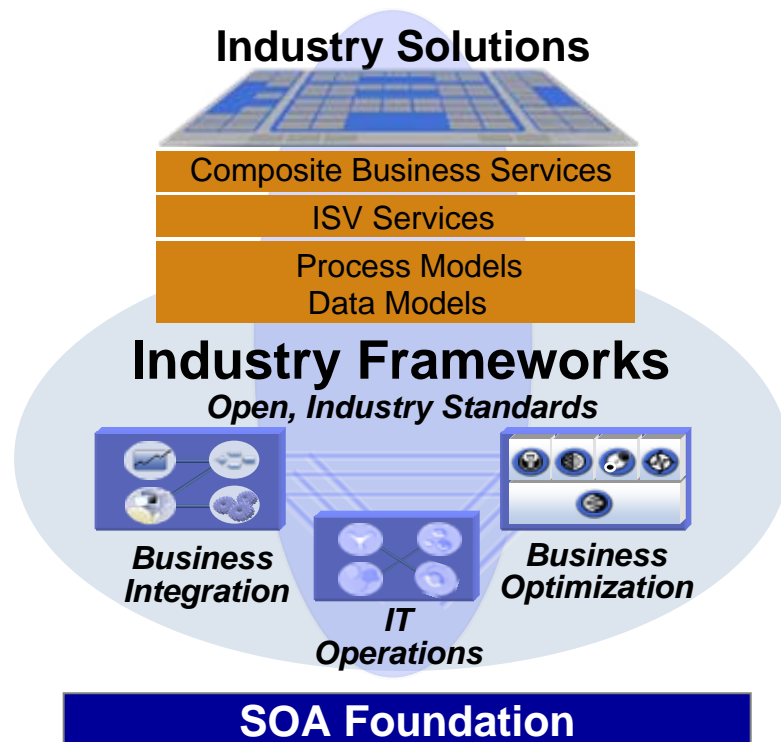 Industry Solutions
Composite Business Services
ISV Services
Process Models
Data Models
Industry Frameworks
Open, Industry Standards
Business
Integration
IT
Operations
Business
Optimization
SOA Foundation